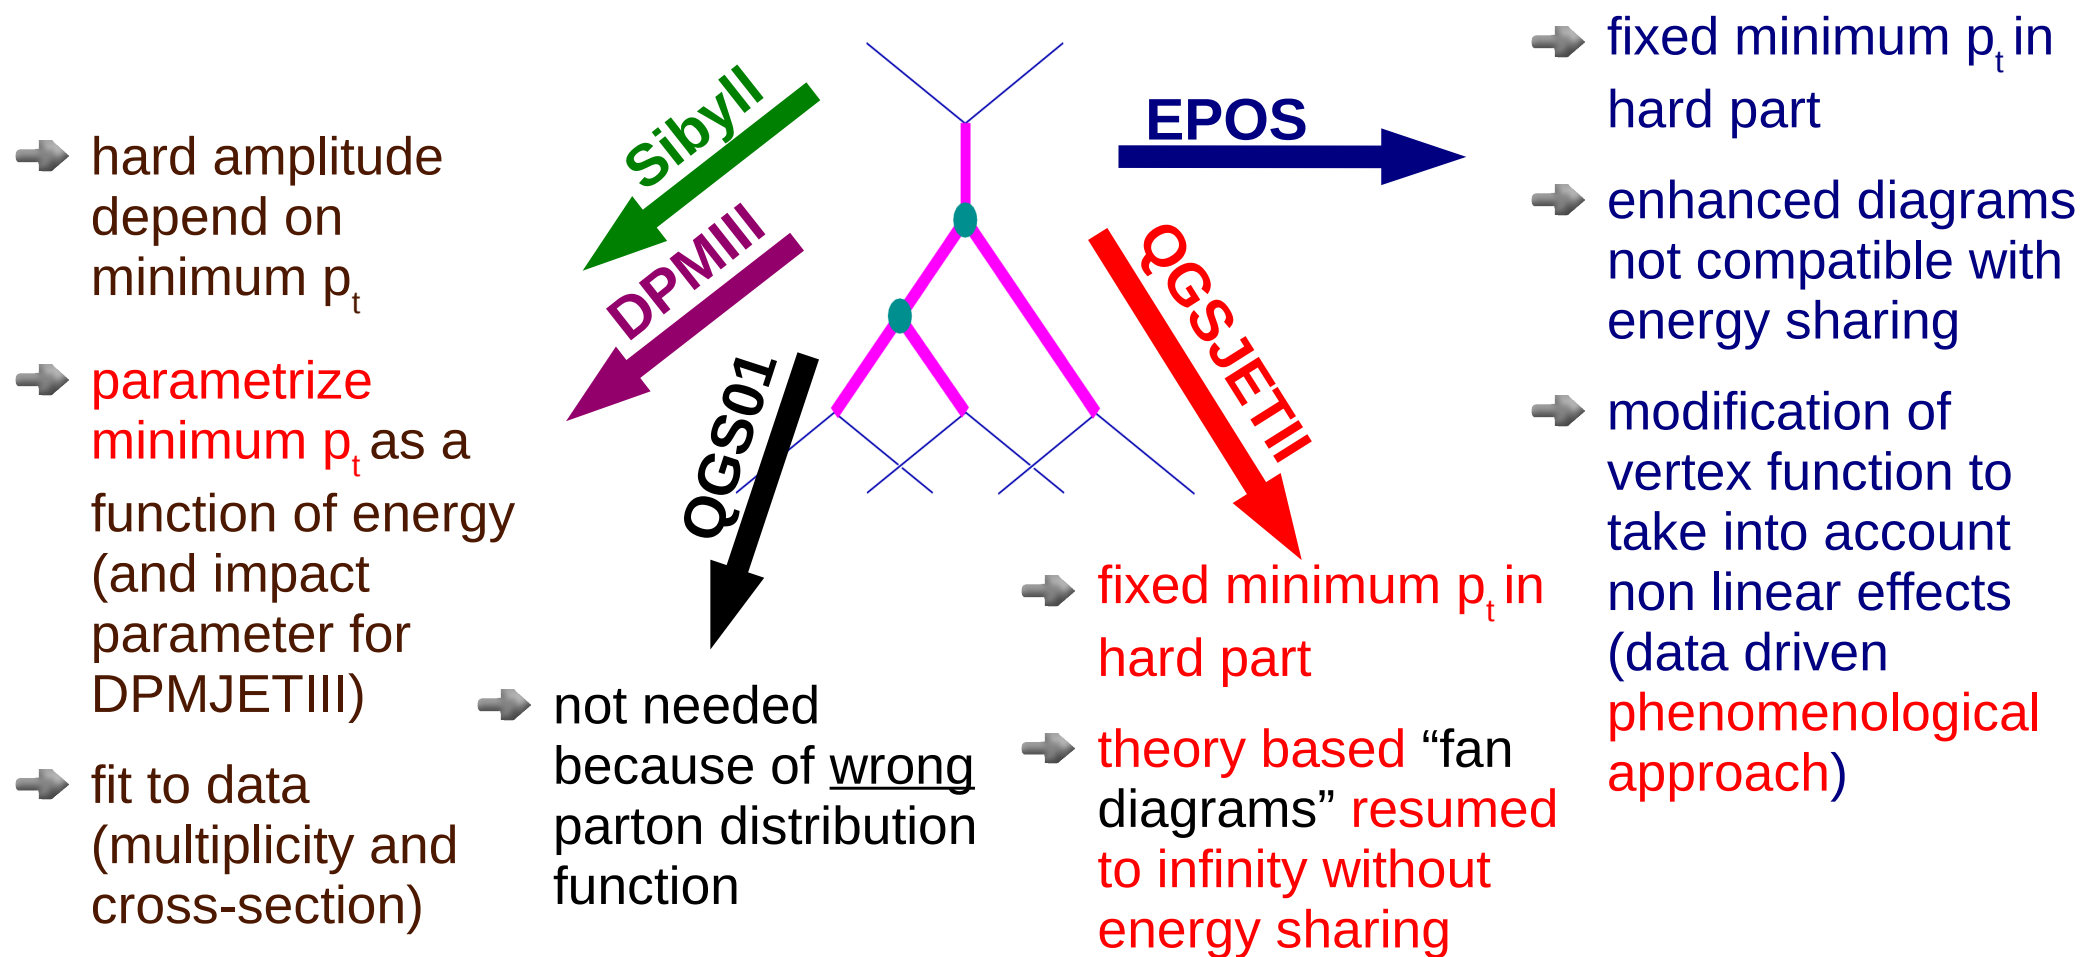 hard amplitude
depend on
minimum pt
parametrize
minimum pt as a
function of energy
(and impact
parameter for
DPMJETIII)
fit to data
(multiplicity and
cross-section)
Sibyll
DPMIII
QGS01
not needed
because of wrong
parton distribution
function
EPOS
QGSJETII
fixed minimum pt in
hard part
theory based “fan
diagrams” resumed
to infinity without
energy sharing
fixed minimum pt in
hard part
enhanced diagrams
not compatible with
energy sharing
modification of
vertex function to
take into account
non linear effects
(data driven
phenomenological
approach)